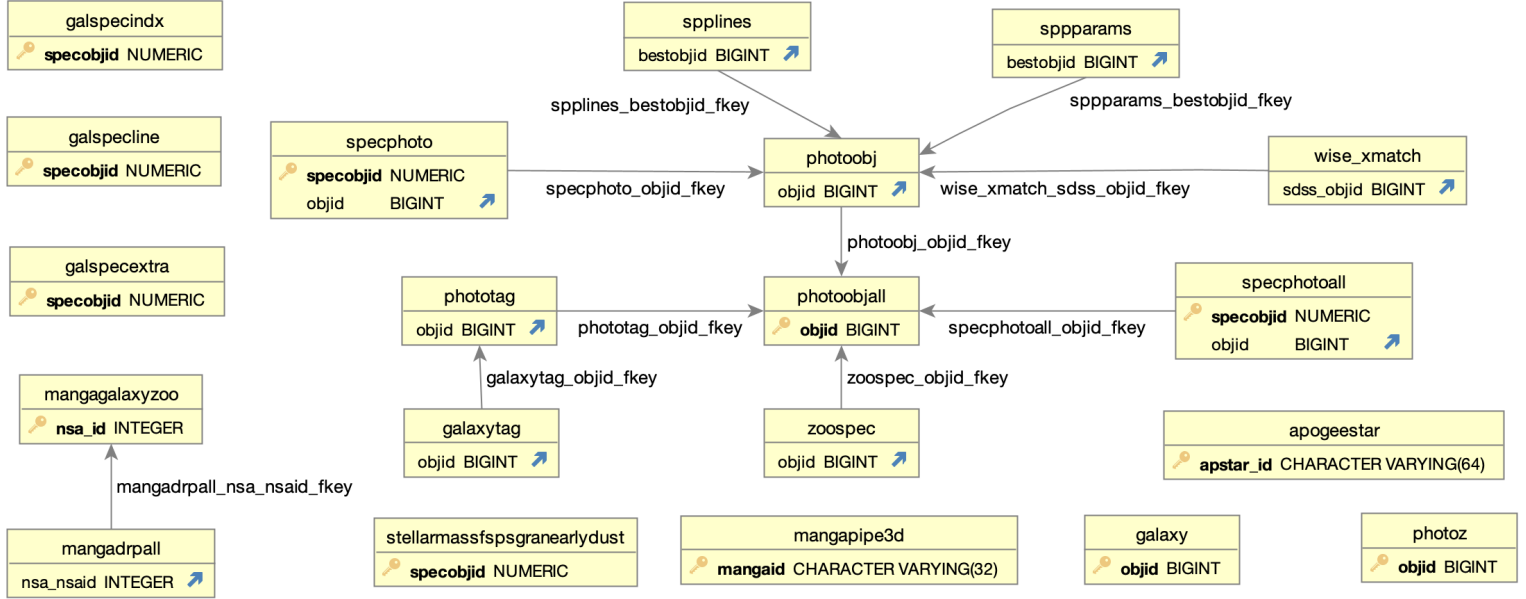 galspecindx
specobjid NUMERIC
spplines
bestobjid BIGINT
sppparams
bestobjid BIGINT
spplines_bestobjid_fkey
sppparams_bestobjid_fkey
galspecline
specobjid NUMERIC
specphoto
specobjid NUMERIC
objid BIGINT
specphoto_objid_fkey
photoobj
objid BIGINT
wise_xmatch_sdss_objid_fkey
wise_xmatch
sdss_objid BIGINT
photoobj_objid_fkey
galspecextra
specobjid NUMERIC
phototag
objid BIGINT
phototag_objid_fkey
photoobjall
objid BIGINT
specphotoall_objid_fkey
specphotoall
specobjid NUMERIC
objid BIGINT
galaxytag_objid_fkey
zoospec_objid_fkey
mangagalaxyzoo
nsa_id INTEGER
galaxytag
objid BIGINT
zoospec
objid BIGINT
apogeestar
apstar_id CHARACTER VARYING(64)
mangadrpall_nsa_nsaid_fkey
mangadrpall
nsa_nsaid INTEGER
stellarmassfspsgranearlydust
specobjid NUMERIC
mangapipe3d
mangaid CHARACTER VARYING(32)
galaxy
objid BIGINT
photoz
objid BIGINT